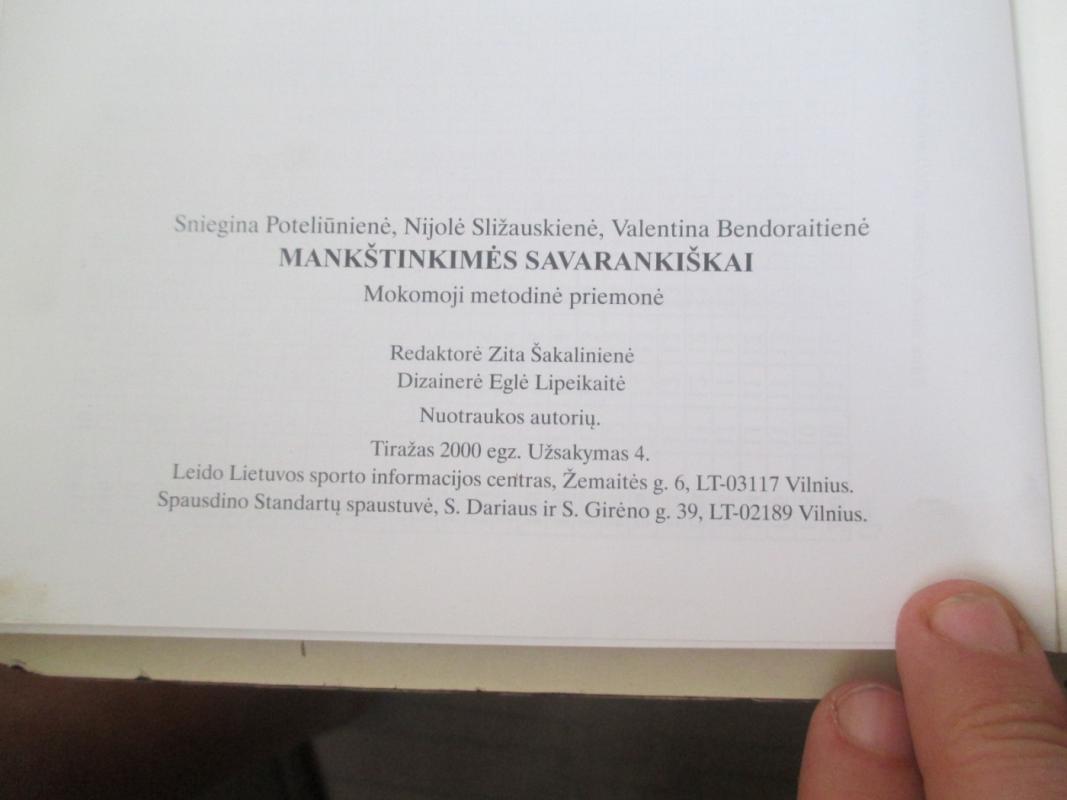 Sniegina Poteliūnienė, Nijolė Sližauskienė, Valentina Bendoraitienė
MANKŠTINKIMĖS SAVARANKIŠKAI
Mokomoji metodinė priemonė
Redaktorė Zita Šakalinienė
Dizainerė Eglė Lipeikaitė
Nuotraukos autorių.
Tiražas 2000 egz. Užsakymas 4.
Leido Lietuvos sporto informacijos centras, Žemaitės g. 6, LT-03117 Vilnius.
Spausdino Standartų spaustuvė, S. Dariaus ir S. Girėno g. 39, LT-02189 Vilnius.